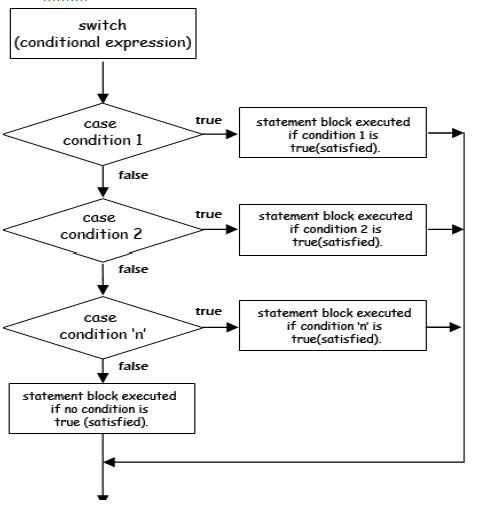 switch
(conditional expression)
case
condition 1
true
statement block executed
if condition 1 is
true(satisfied).
false
case
condition 2
true
statement block executed
if condition 2 is
true(satisfied).
false
case
condition 'n'
true
statement block executed
if condition 'n' is
true(satisfied).
false
statement block executed
if no condition is
true (satisfied).